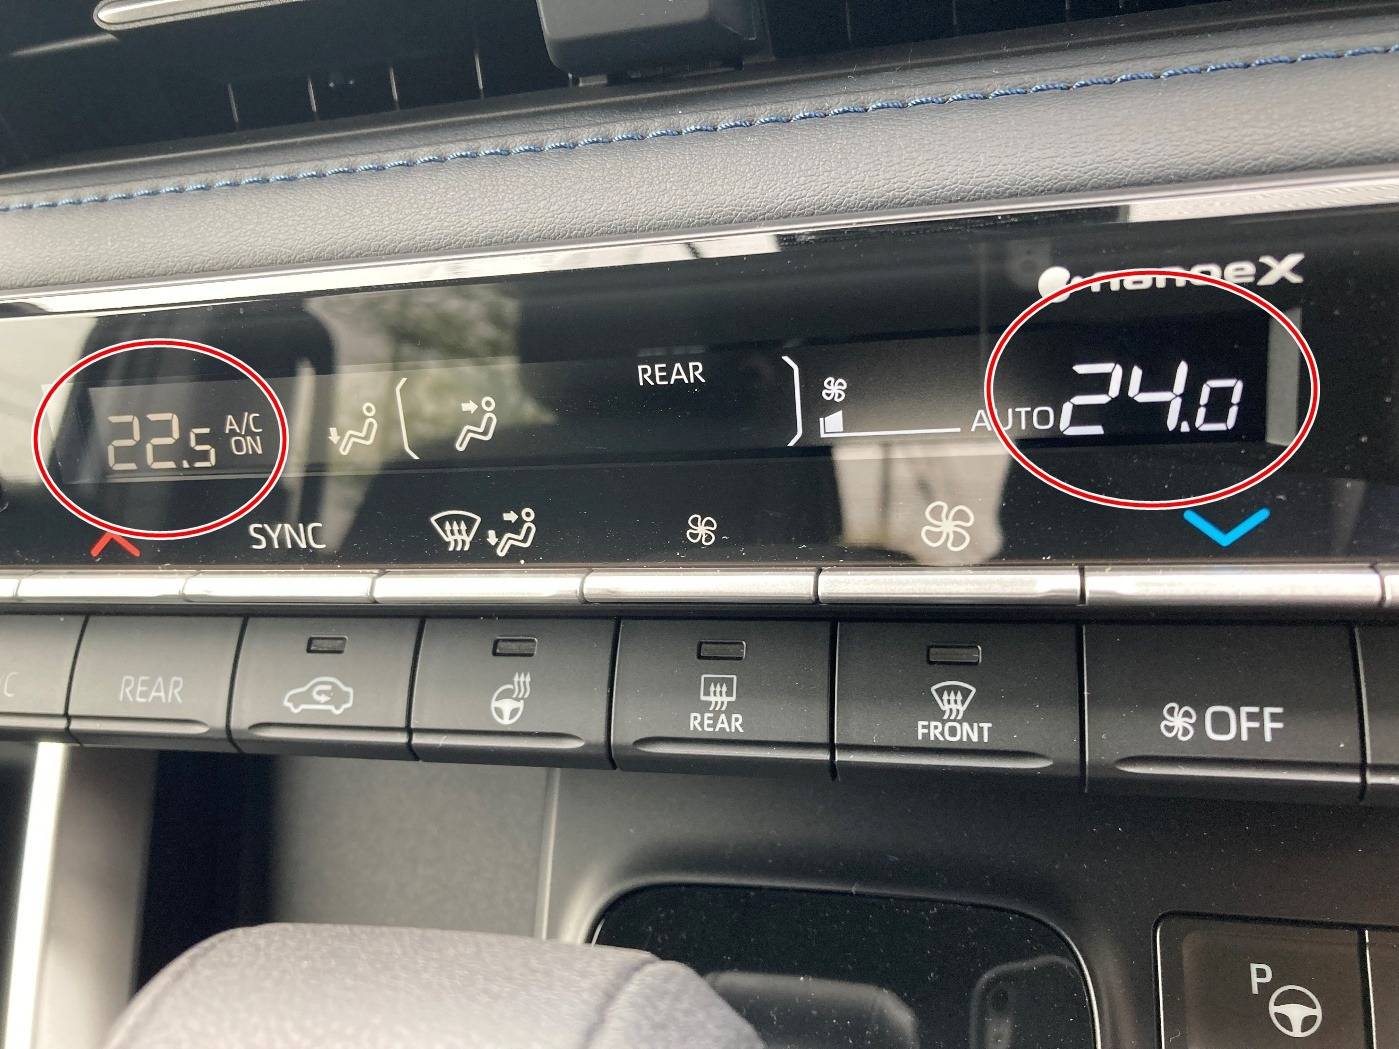 nanoeX
REAR
22.5 A/C ON
AUTO 24.0
SYNC
REAR
REAR
FRONT
OFF
P